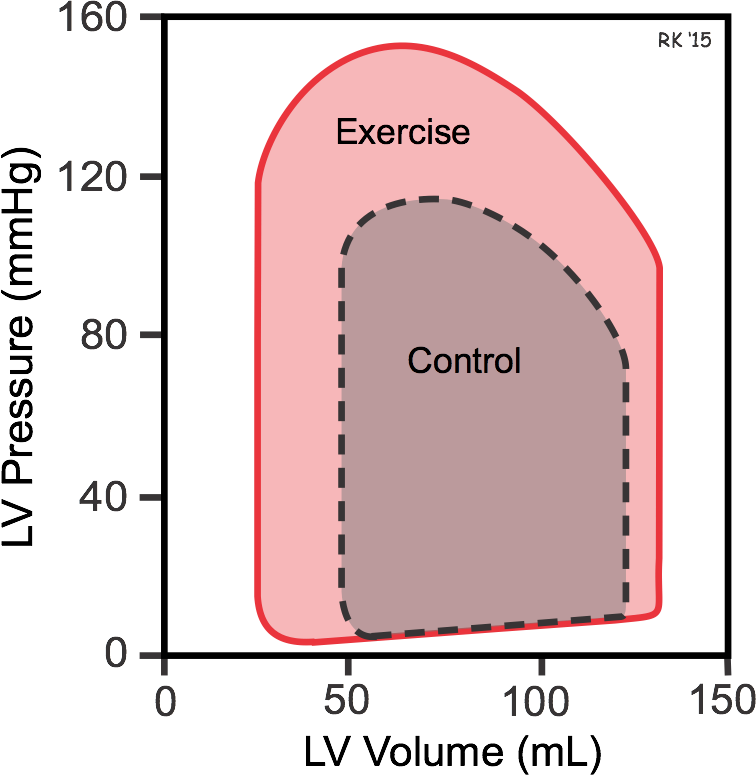 160
RK '15
Exercise
120
LV Pressure (mmHg)
80
Control
40
0
0
50
100
150
LV Volume (mL)